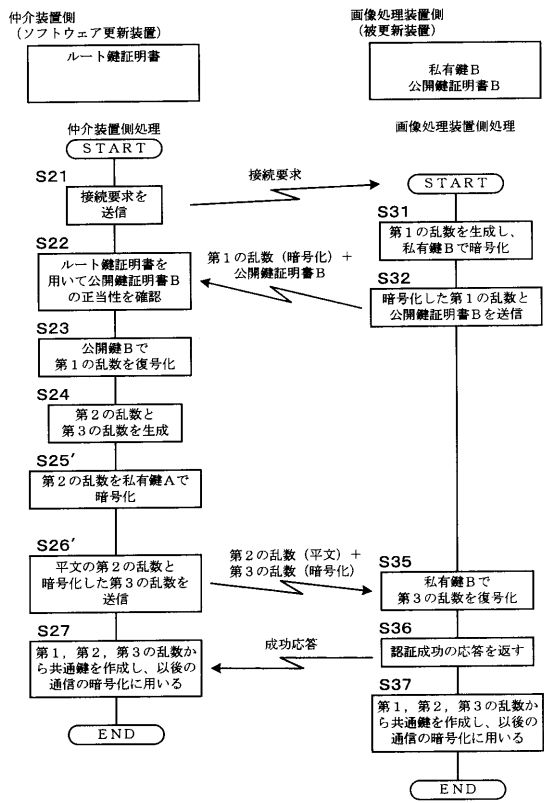 仲介装置側
（ソフトウェア更新装置）
ルート鍵証明書
画像処理装置側
（被更新装置）
私有鍵Ｂ
公開鍵証明書Ｂ
仲介装置側処理
ＳＴＡＲＴ
画像処理装置側処理
ＳＴＡＲＴ
S21
接続要求を
送信
接続要求
S31
第１の乱数を生成し、
私有鍵Ｂで暗号化
S22
ルート鍵証明書を
用いて公開鍵証明書Ｂ
の正当性を確認
第１の乱数（暗号化）＋
公開鍵証明書Ｂ
S32
暗号化した第１の乱数と
公開鍵証明書Ｂを送信
S23
公開鍵Ｂで
第１の乱数を復号化
S24
第２の乱数と
第３の乱数を生成
S25′
第２の乱数を私有鍵Ａで
暗号化
S26′
平文の第２の乱数と
暗号化した第３の乱数を
送信
第２の乱数（平文）＋
第３の乱数（暗号化）
S35
私有鍵Ｂで
第３の乱数を復号化
S36
認証成功の応答を返す
成功応答
S27
第１，第２，第３の乱数か
ら共通鍵を作成し、以後の
通信の暗号化に用いる
S37
第１，第２，第３の乱数か
ら共通鍵を作成し、以後の
通信の暗号化に用いる
ＥＮＤ
ＥＮＤ